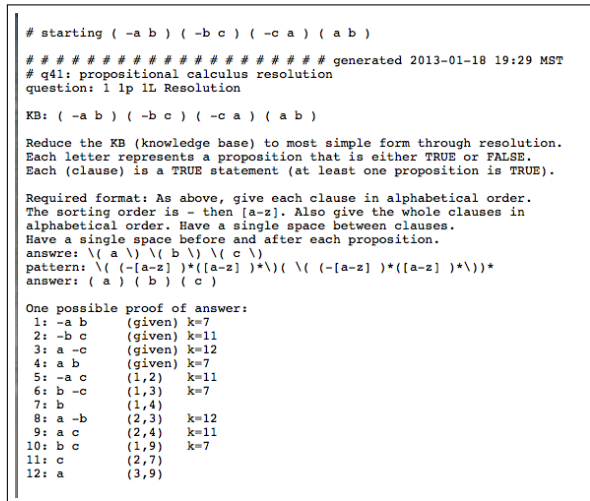 # starting ( -a b ) ( -b c ) ( -c a ) ( a b )
# # # # # # # # # # # # # # # # # # # # generated 2013-01-18 19:29 MST
# q41: propositional calculus resolution
question: 1 1p 1L Resolution
KB: ( -a b ) ( -b c ) ( -c a ) ( a b )
Reduce the KB (knowledge base) to most simple form through resolution.
Each letter represents a proposition that is either TRUE or FALSE.
Each (clause) is a TRUE statement (at least one proposition is TRUE).
Required format: As above, give each clause in alphabetical order.
The sorting order is - then [a-z]. Also give the whole clauses in
alphabetical order. Have a single space between clauses.
Have a single space before and after each proposition.
answre: \( a \) \( b \) \( c \)
pattern: \( (-[a-z] )*([a-z] )*\)( \( (-[a-z] )*([a-z] )*\))*
answer: ( a ) ( b ) ( c )
One possible proof of answer:
1: -a b (given) k=7
2: -b c (given) k=11
3: a -c (given) k=12
4: a b (given) k=7
5: -a c (1,2) k=11
6: b -c (1,3) k=7
7: b (1,4)
8: a -b (2,3) k=12
9: a c (2,4) k=11
10: b c (1,9) k=7
11: c (2,7)
12: a (3,9)